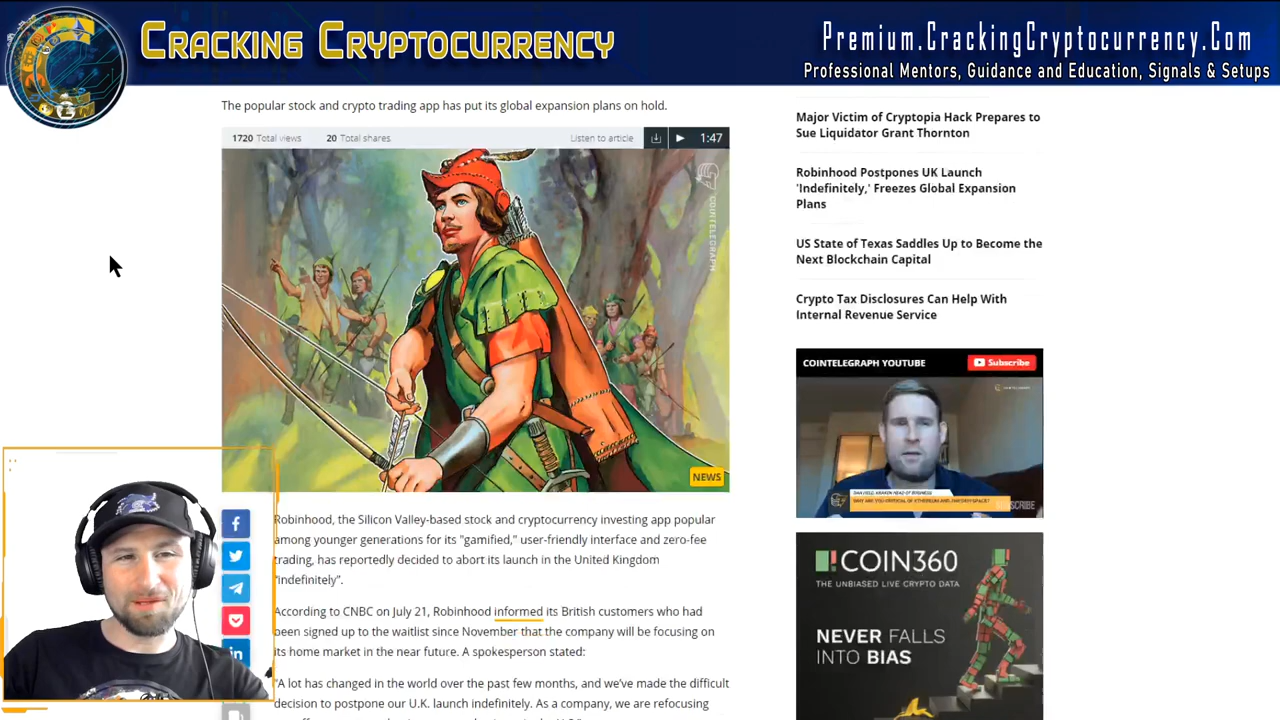 CRACKING CRYPTOCURRENCY
Premium.CrackingCryptocurrency.Com
Professional Mentors, Guidance and Education, Signals & Setups
The popular stock and crypto trading app has put its global expansion plans on hold.
1720 Total views 20 Total shares Listen to article 1:47
COINTELEGRAPH
NEWS
Robinhood, the Silicon Valley-based stock and cryptocurrency investing app popular
among younger generations for its "gamified," user-friendly interface and zero-fee
trading, has reportedly decided to abort its launch in the United Kingdom
"indefinitely".
According to CNBC on July 21, Robinhood informed its British customers who had
been signed up to the waitlist since November that the company will be focusing on
its home market in the near future. A spokesperson stated:
"A lot has changed in the world over the past few months, and we've made the difficult
decision to postpone our U.K. launch indefinitely. As a company, we are refocusing
Major Victim of Cryptopia Hack Prepares to
Sue Liquidator Grant Thornton
Robinhood Postpones UK Launch
'Indefinitely,' Freezes Global Expansion
Plans
US State of Texas Saddles Up to Become the
Next Blockchain Capital
Crypto Tax Disclosures Can Help With
Internal Revenue Service
COINTELEGRAPH YOUTUBE
Subscribe
COIN360
THE UNBIASED LIVE CRYPTO DATA
NEVER FALLS
INTO BIAS